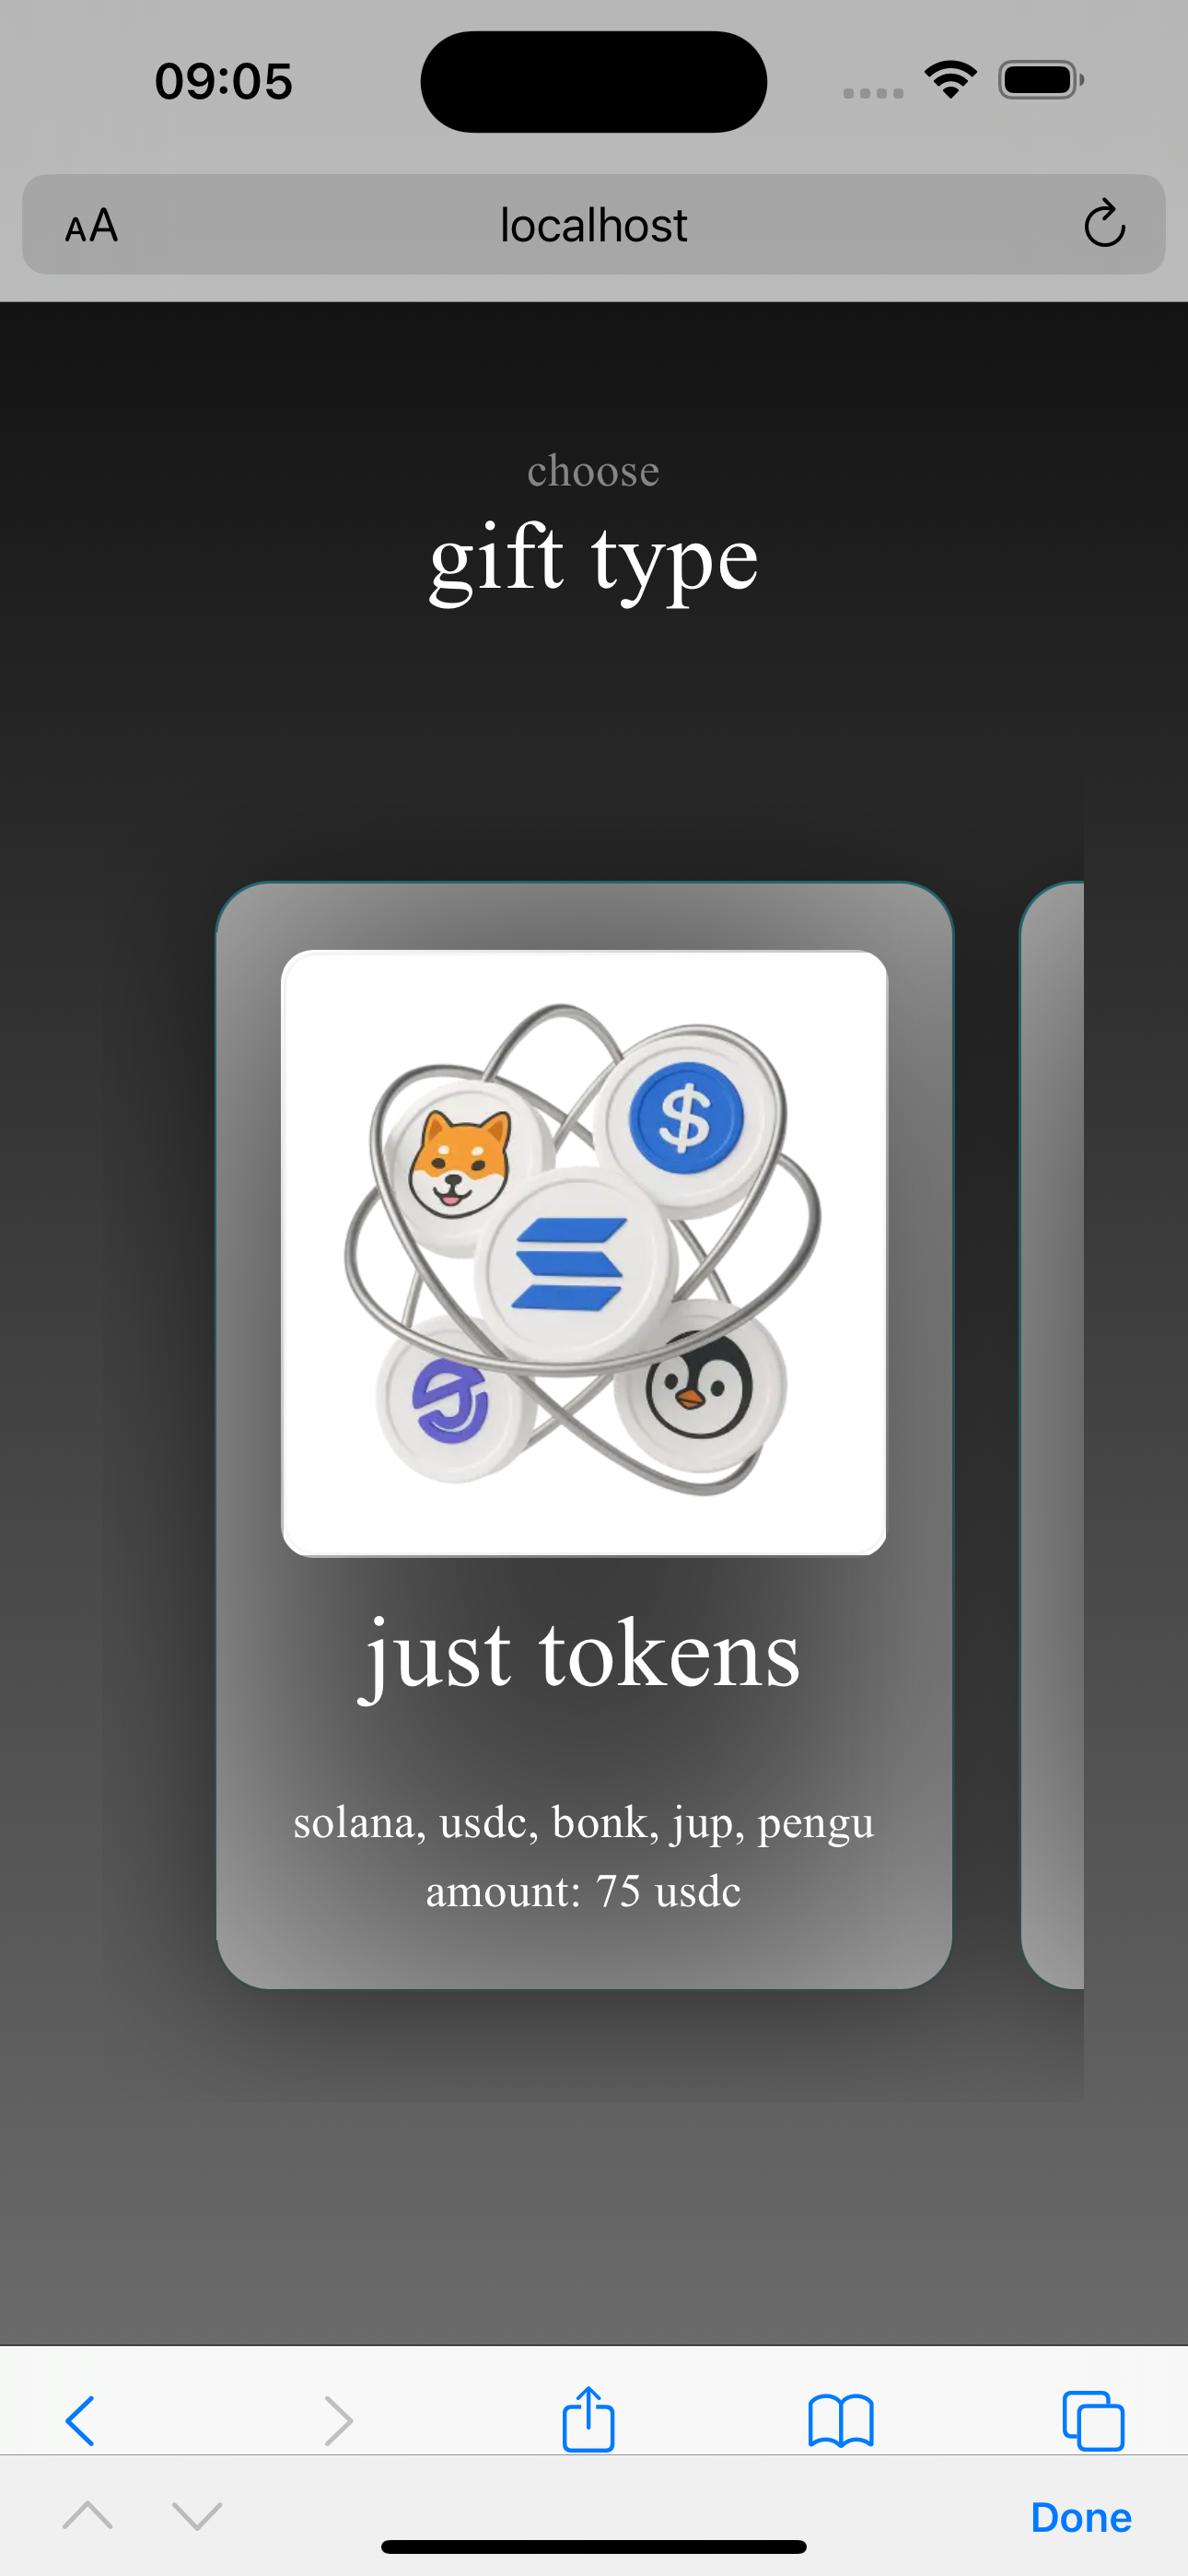 09:05
AA localhost
choose
gift type
$
just tokens
solana, usdc, bonk, jup, pengu
amount: 75 usdc
Done